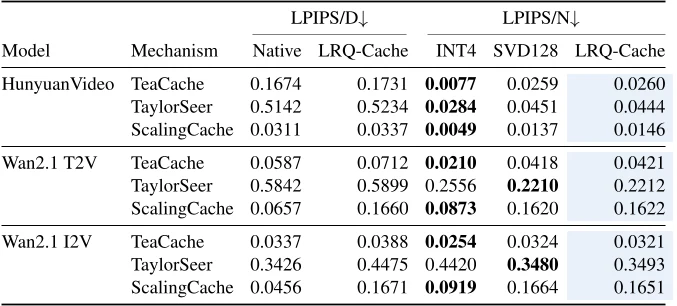 LPIPS/D↓ LPIPS/N↓
Model Mechanism Native LRQ-Cache INT4 SVD128 LRQ-Cache
HunyuanVideo TeaCache 0.1674 0.1731 0.0077 0.0259 0.0260
TaylorSeer 0.5142 0.5234 0.0284 0.0451 0.0444
ScalingCache 0.0311 0.0337 0.0049 0.0137 0.0146
Wan2.1 T2V TeaCache 0.0587 0.0712 0.0210 0.0418 0.0421
TaylorSeer 0.5842 0.5899 0.2556 0.2210 0.2212
ScalingCache 0.0657 0.1660 0.0873 0.1620 0.1622
Wan2.1 I2V TeaCache 0.0337 0.0388 0.0254 0.0324 0.0321
TaylorSeer 0.3426 0.4475 0.4420 0.3480 0.3493
ScalingCache 0.0456 0.1671 0.0919 0.1664 0.1651